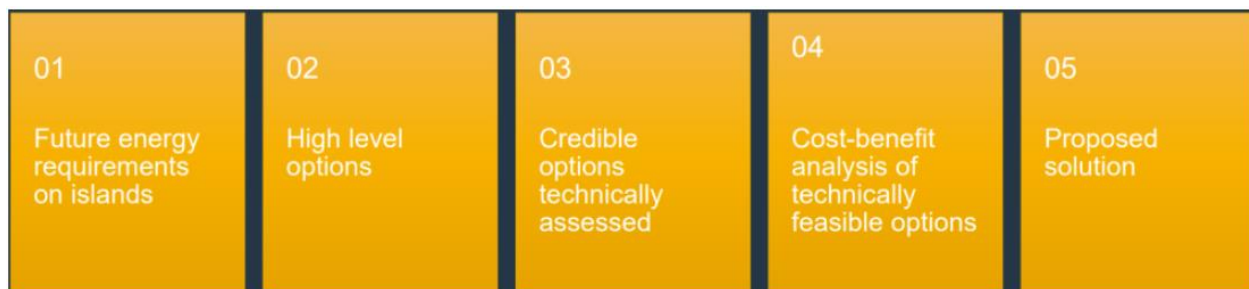 01
Future energy
requirements
on islands
02
High level
options
03
Credible
options
technically
assessed
04
Cost-benefit
analysis of
technically
feasible options
05
Proposed
solution